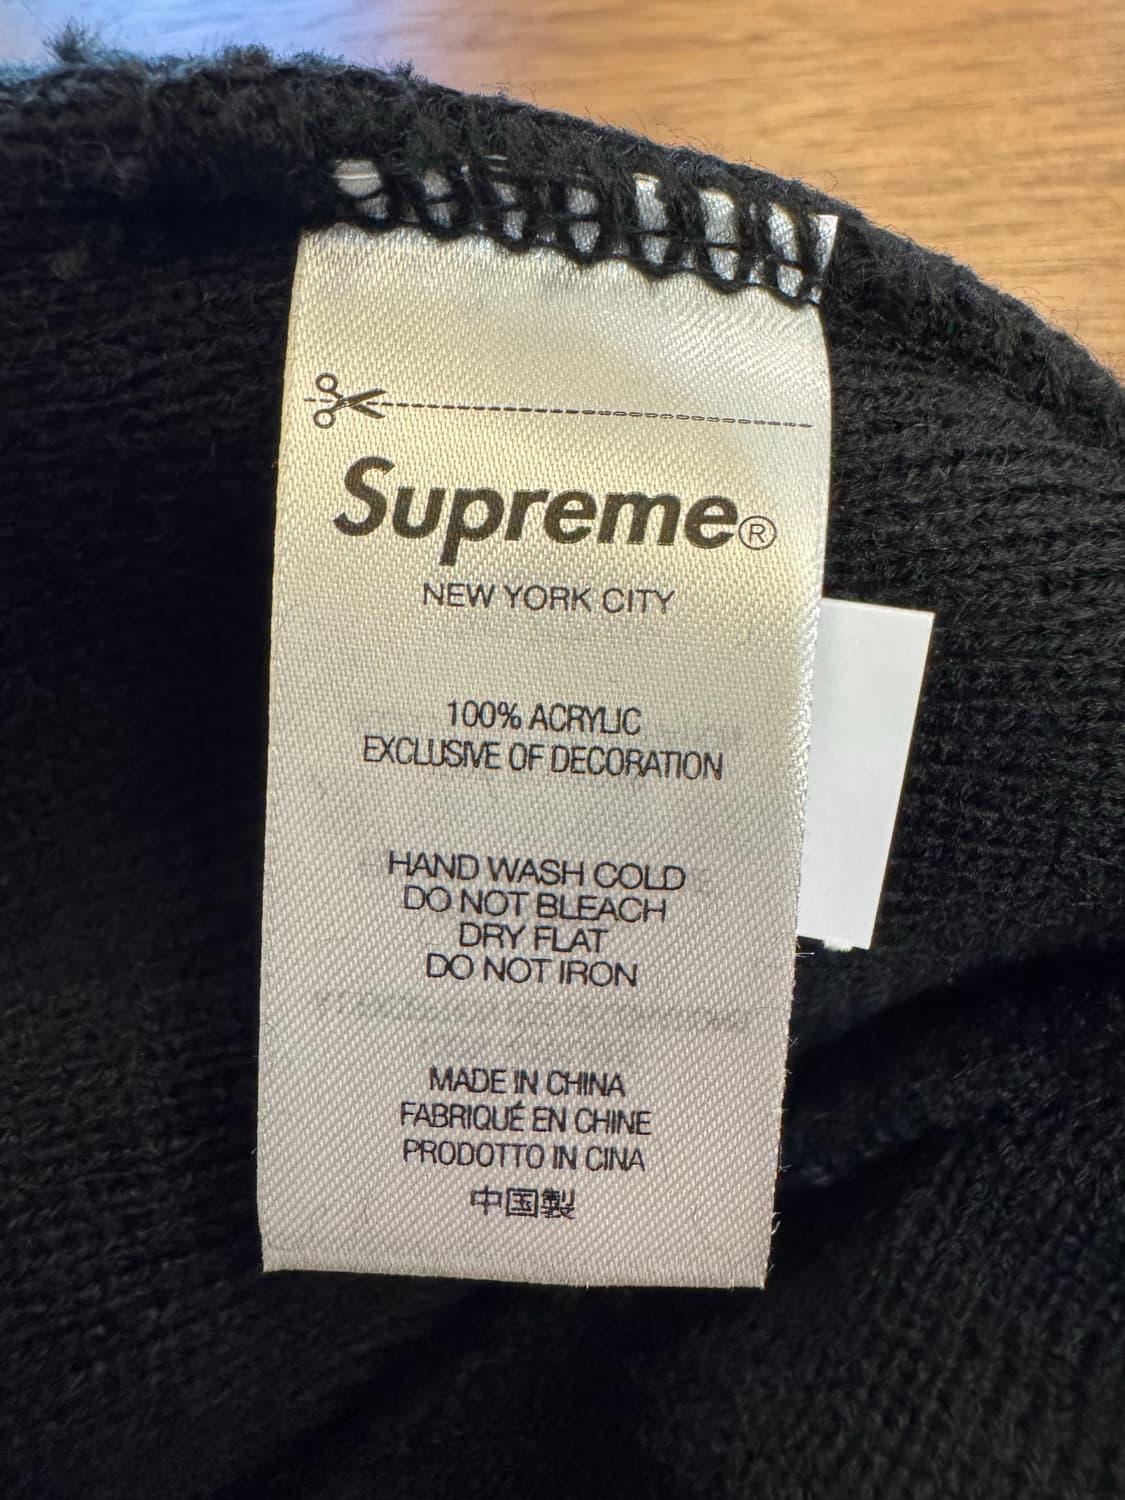 Supreme®
NEW YORK CITY
100% ACRYLIC
EXCLUSIVE OF DECORATION
HAND WASH COLD
DO NOT BLEACH
DRY FLAT
DO NOT IRON
MADE IN CHINA
FABRIQUÉ EN CHINE
PRODOTTO IN CINA
中国製